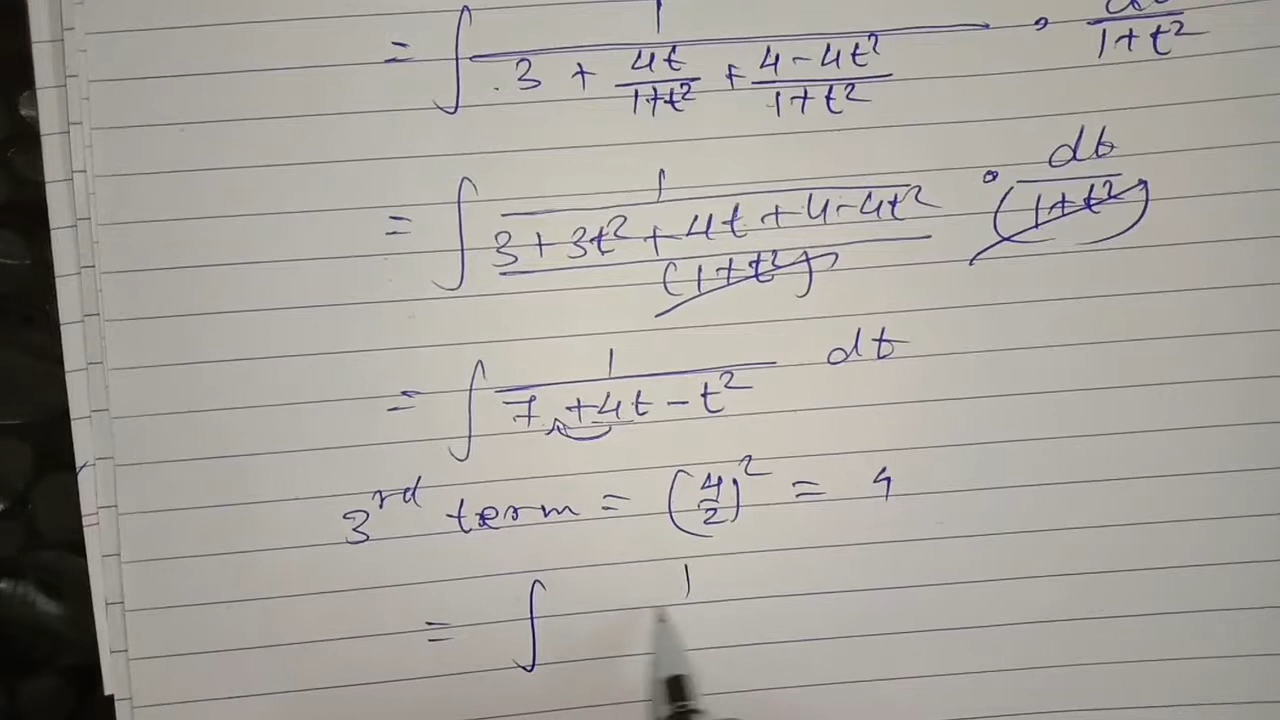 = ∫ 1 / (3 + 4t/(1+t²) + (4-4t²)/(1+t²)) · /(1+t²)
= ∫ 1 / ((3+3t²+4t+4-4t²)/(1+t²)) · dt/(1+t²)
= ∫ 1/(7+4t-t²) dt
3rd term = (4/2)² = 4
= ∫ 1